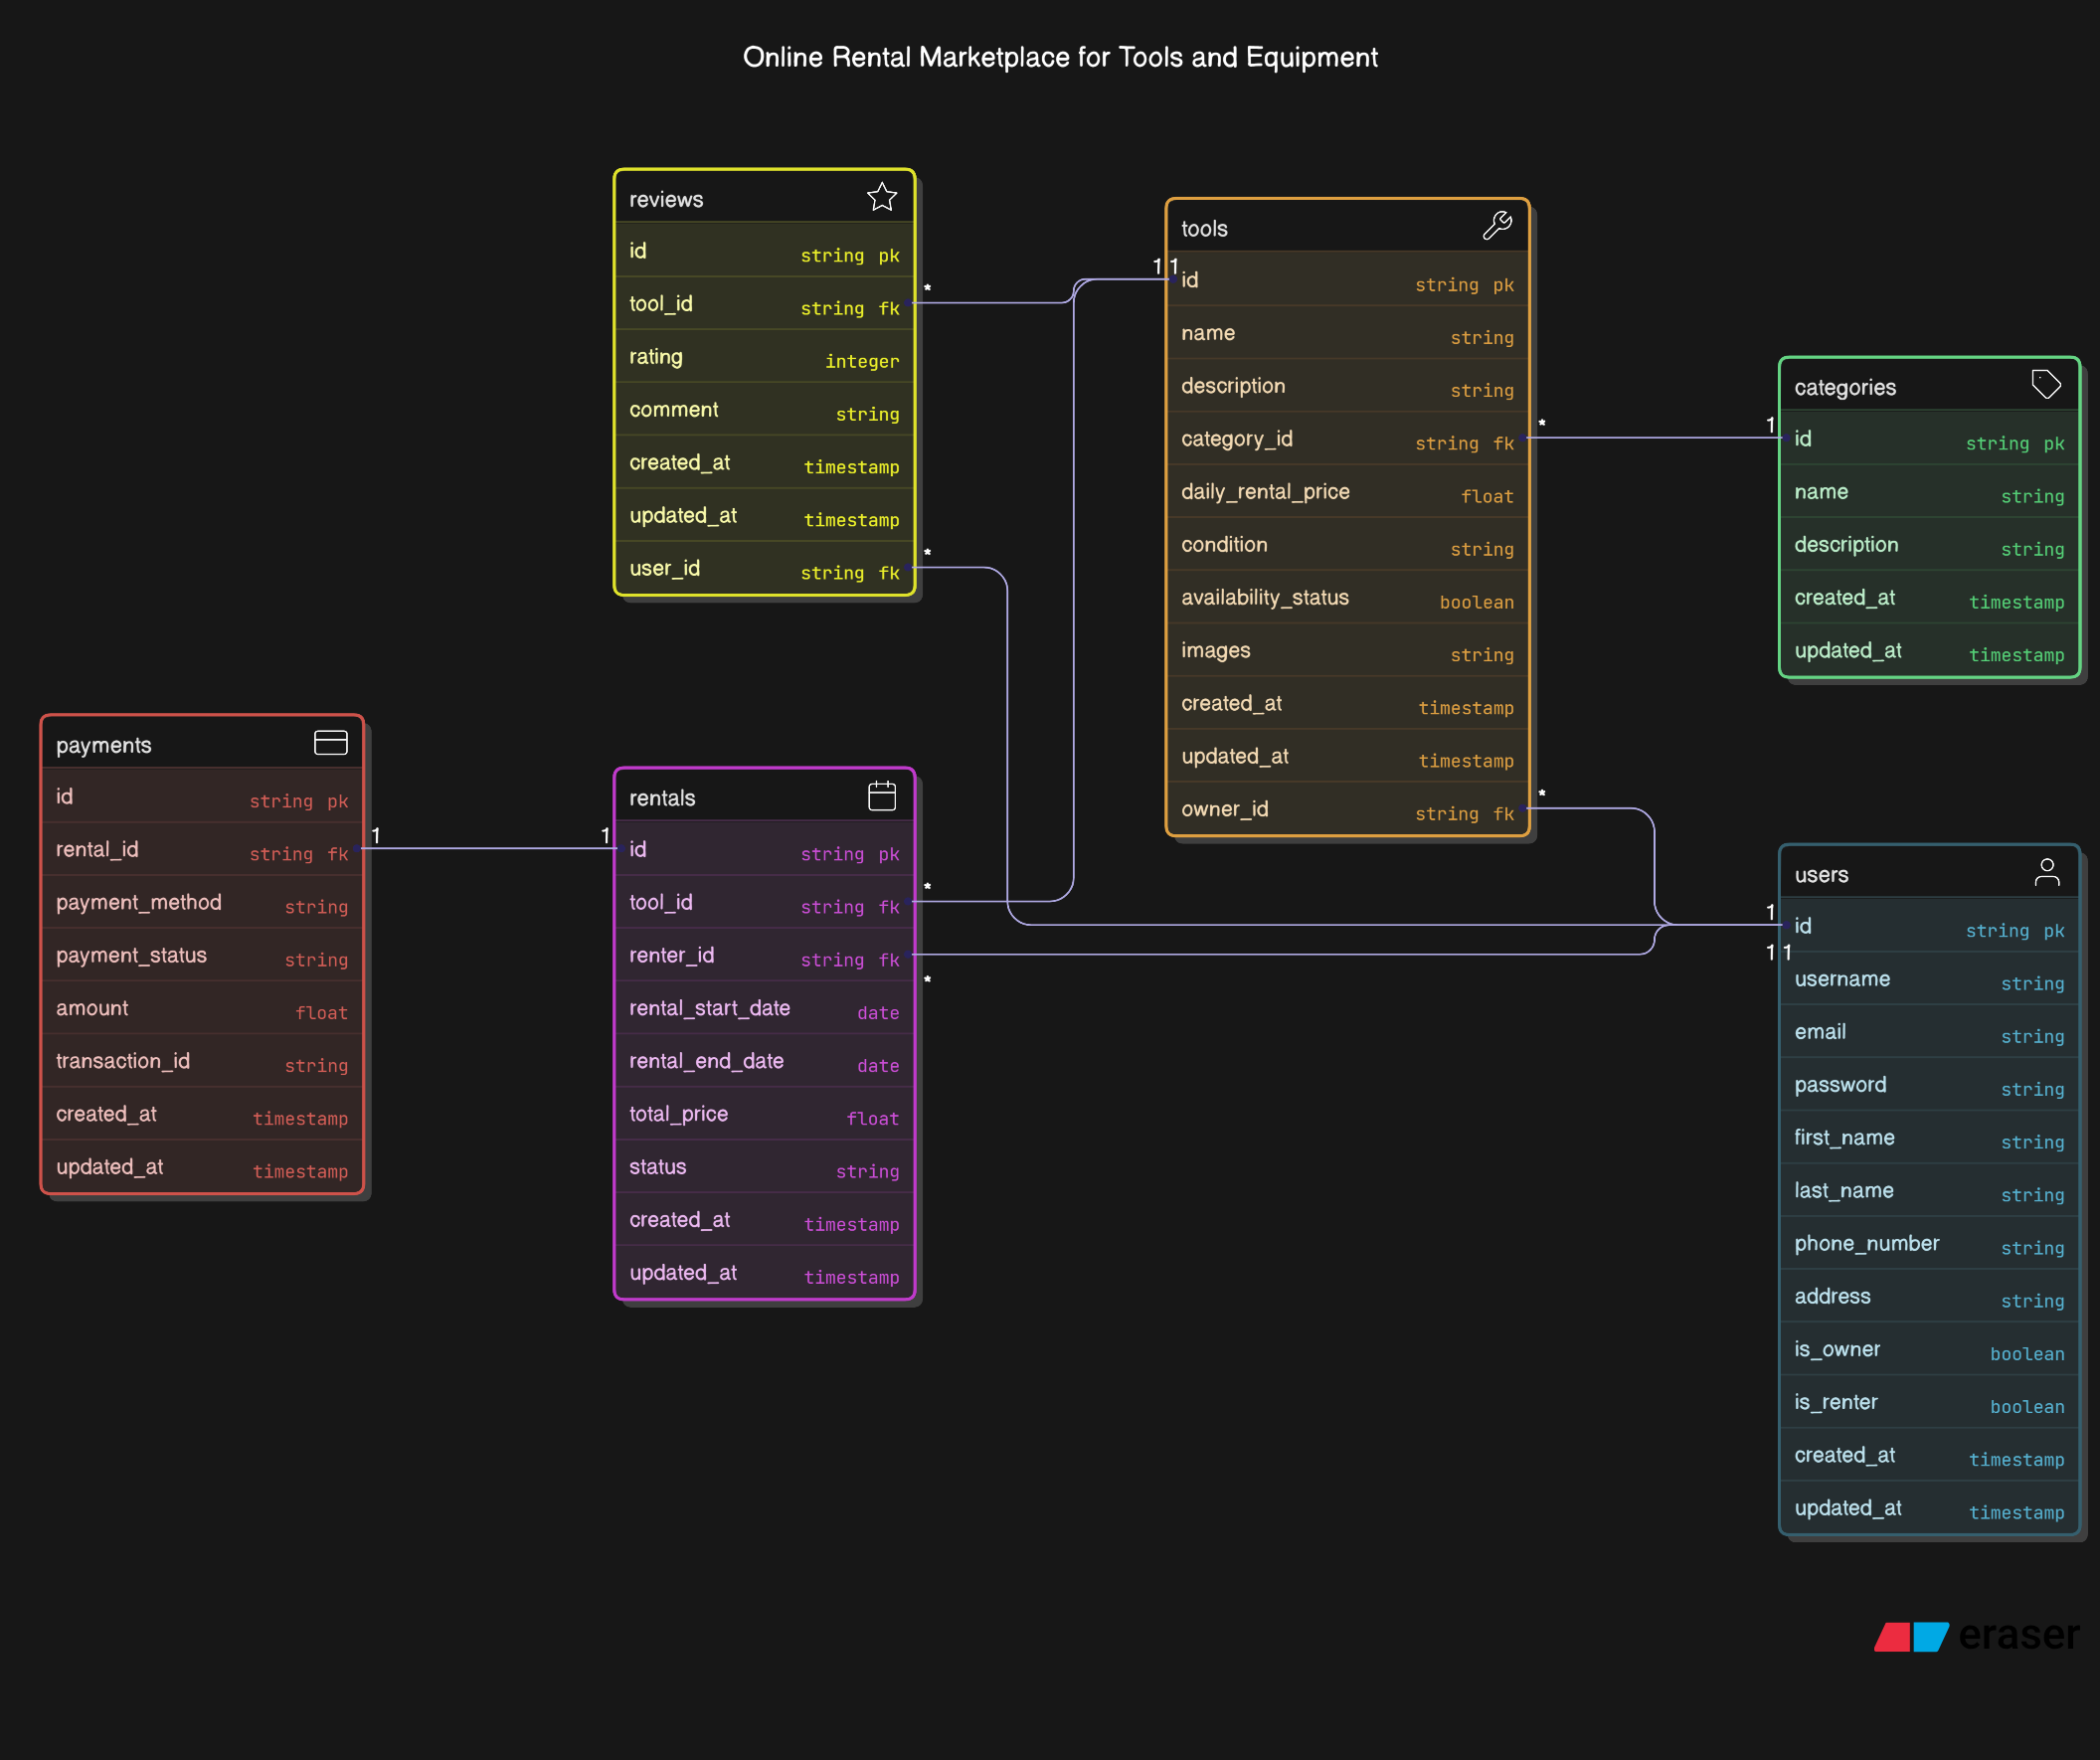 Online Rental Marketplace for Tools and Equipment
reviews
id string pk
tool_id string fk
rating integer
comment string
created_at timestamp
updated_at timestamp
user_id string fk
*
*
tools
1 1
id string pk
name string
description string
category_id string fk
daily_rental_price float
condition string
availability_status boolean
images string
created_at timestamp
updated_at timestamp
owner_id string fk
*
*
categories
1
id string pk
name string
description string
created_at timestamp
updated_at timestamp
payments
id string pk
rental_id string fk
payment_method string
payment_status string
amount float
transaction_id string
created_at timestamp
updated_at timestamp
1
1
rentals
id string pk
tool_id string fk
renter_id string fk
rental_start_date date
rental_end_date date
total_price float
status string
created_at timestamp
updated_at timestamp
*
*
users
1
1 1
id string pk
username string
email string
password string
first_name string
last_name string
phone_number string
address string
is_owner boolean
is_renter boolean
created_at timestamp
updated_at timestamp
eraser